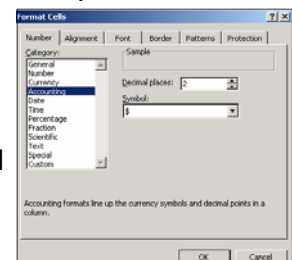 Format Cells
Number Alignment Font Border Patterns Protection
Category:
General
Number
Currency
Accounting
Date
Time
Percentage
Fraction
Scientific
Text
Special
Custom
Sample
Decimal places: 2
Symbol:
$
Accounting formats line up the currency symbols and decimal points in a
column.
OK Cancel